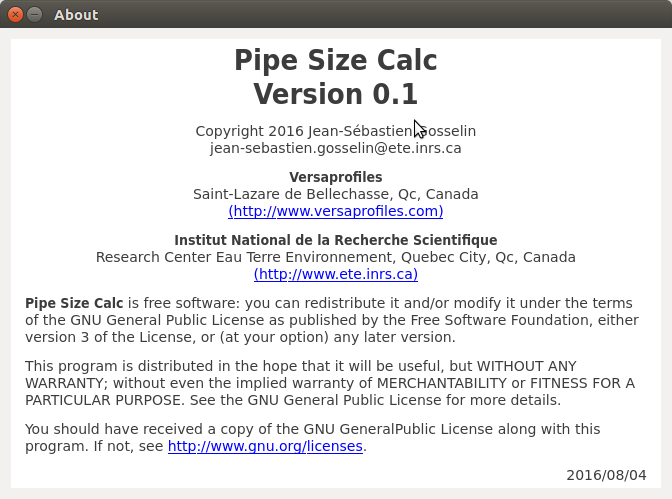 About
Pipe Size Calc
Version 0.1
Copyright 2016 Jean-Sébastien Gosselin
jean-sebastien.gosselin@ete.inrs.ca
Versaprofiles
Saint-Lazare de Bellechasse, Qc, Canada
(http://www.versaprofiles.com)
Institut National de la Recherche Scientifique
Research Center Eau Terre Environnement, Quebec City, Qc, Canada
(http://www.ete.inrs.ca)
Pipe Size Calc is free software: you can redistribute it and/or modify it under the terms
of the GNU General Public License as published by the Free Software Foundation, either
version 3 of the License, or (at your option) any later version.
This program is distributed in the hope that it will be useful, but WITHOUT ANY
WARRANTY; without even the implied warranty of MERCHANTABILITY or FITNESS FOR A
PARTICULAR PURPOSE. See the GNU General Public License for more details.
You should have received a copy of the GNU GeneralPublic License along with this
program. If not, see http://www.gnu.org/licenses.
2016/08/04